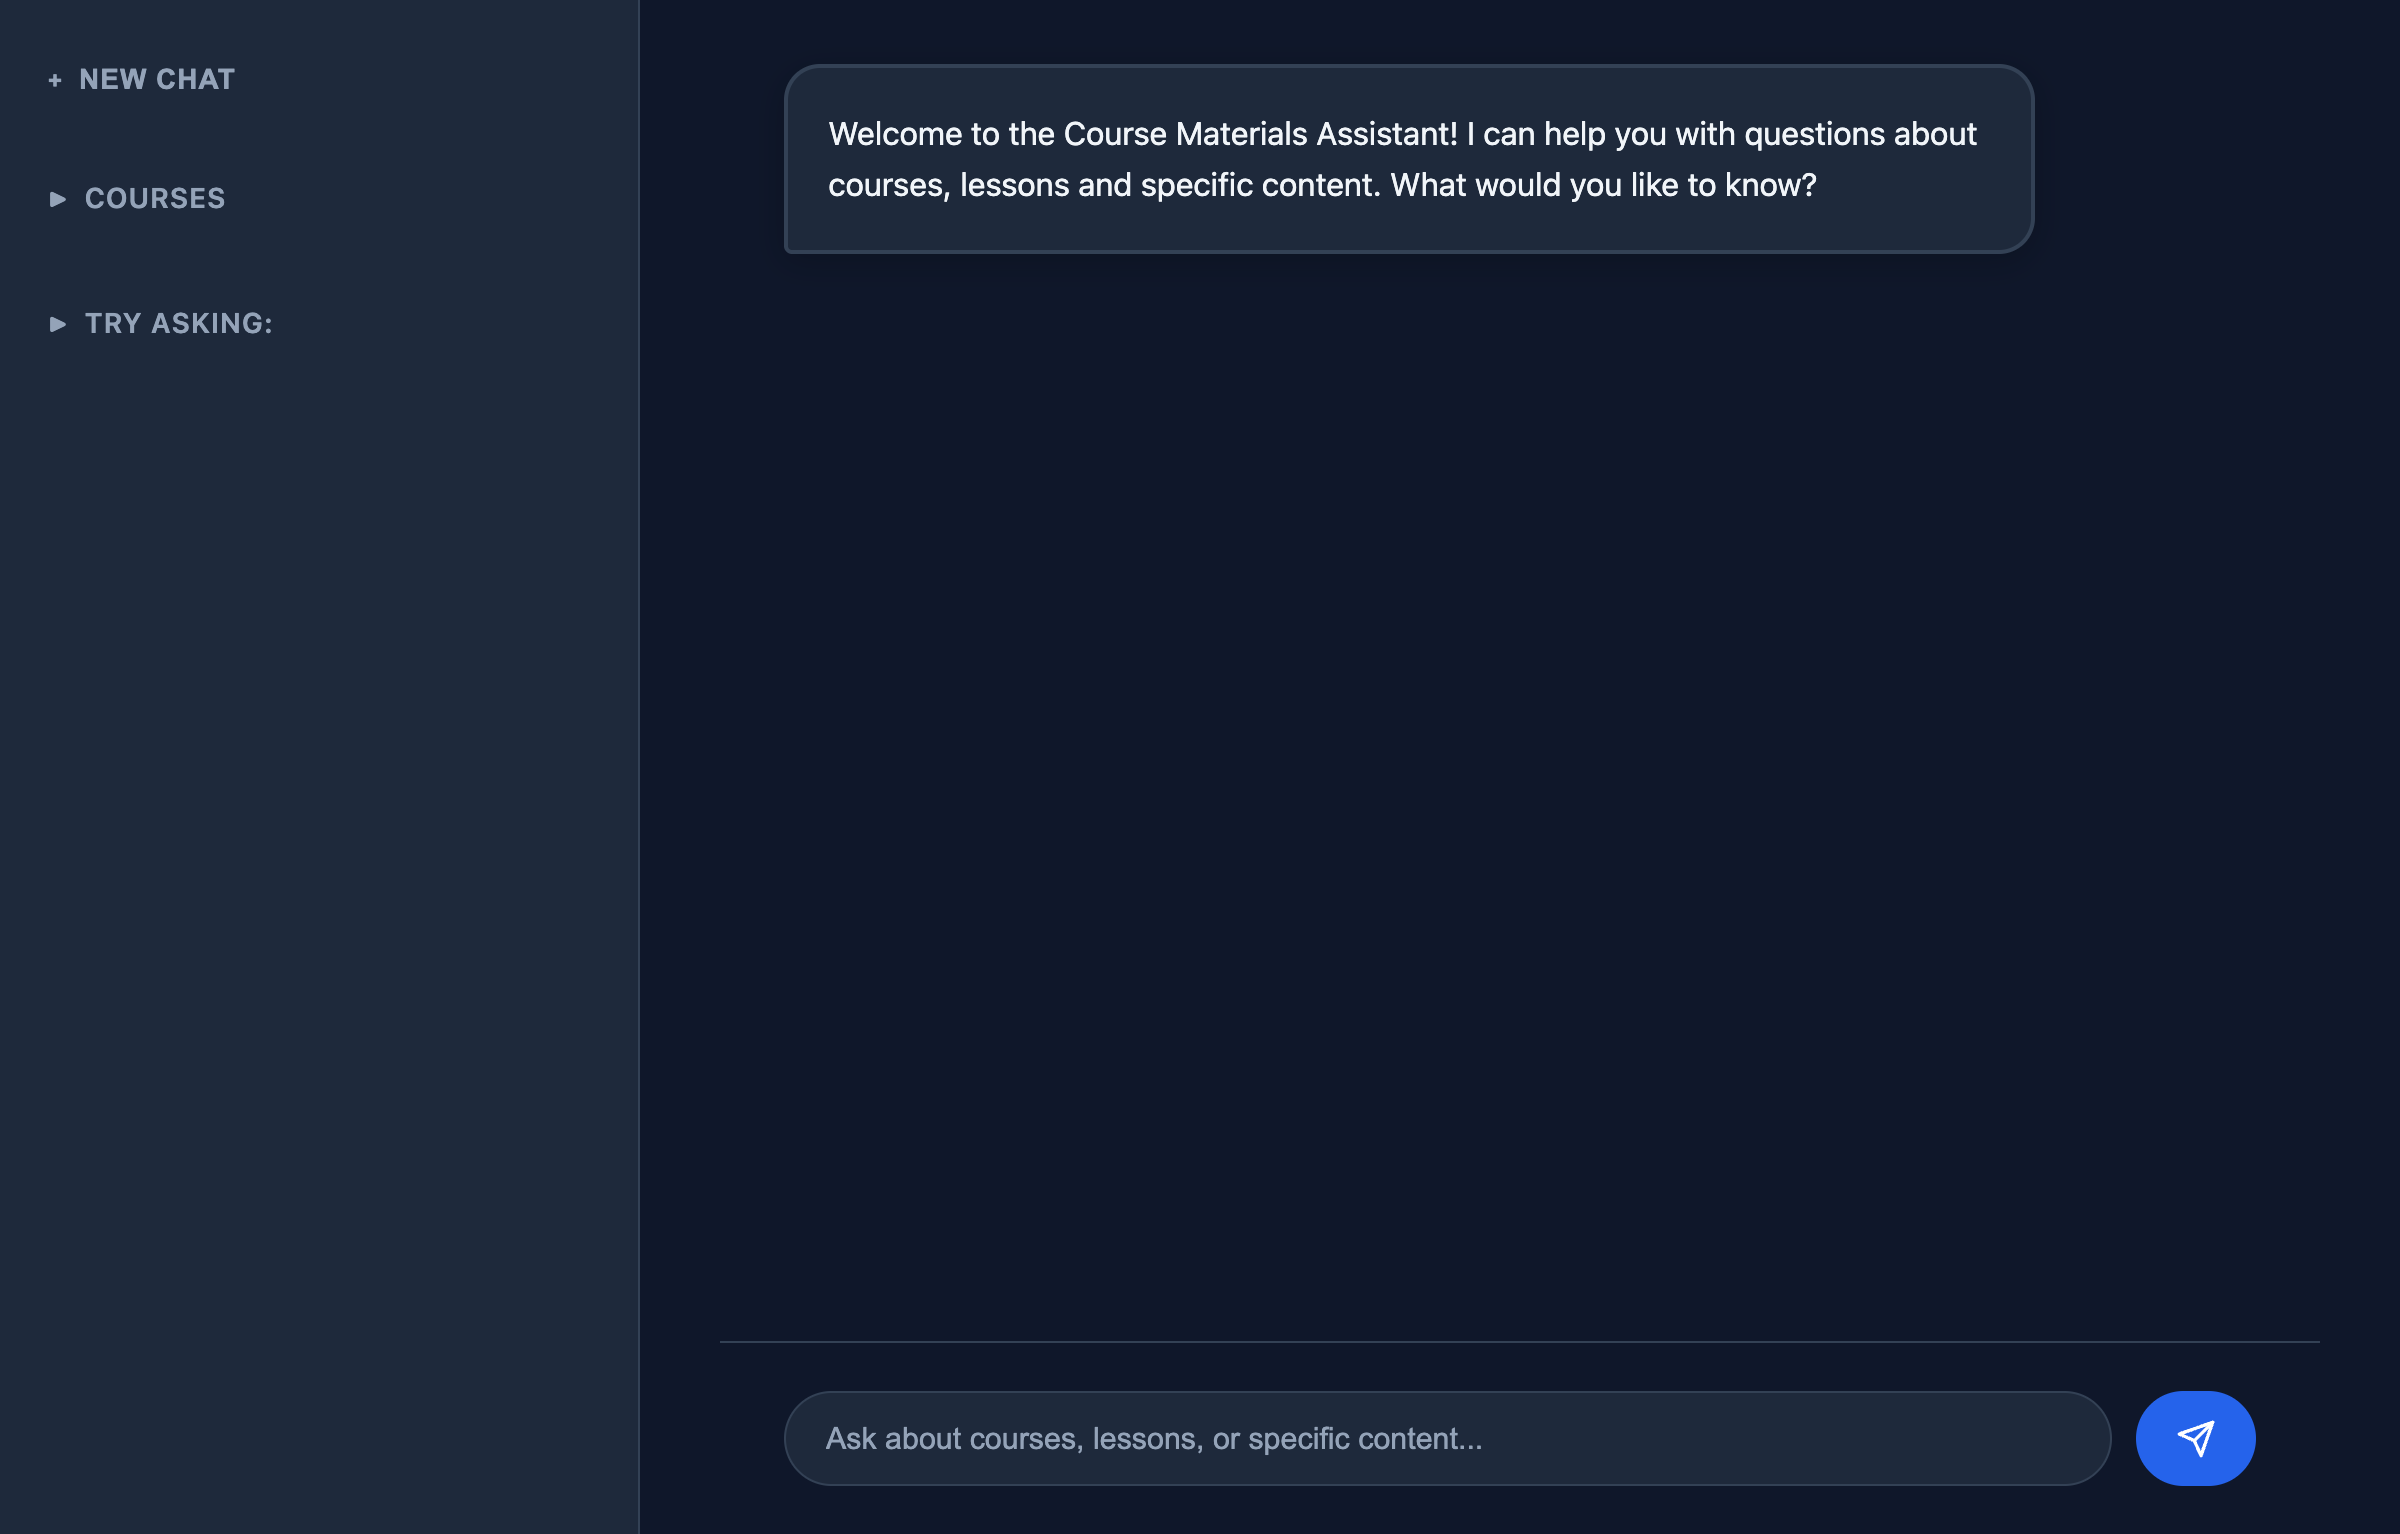 + NEW CHAT
▶ COURSES
▶ TRY ASKING:
Welcome to the Course Materials Assistant! I can help you with questions about
courses, lessons and specific content. What would you like to know?
Ask about courses, lessons, or specific content...